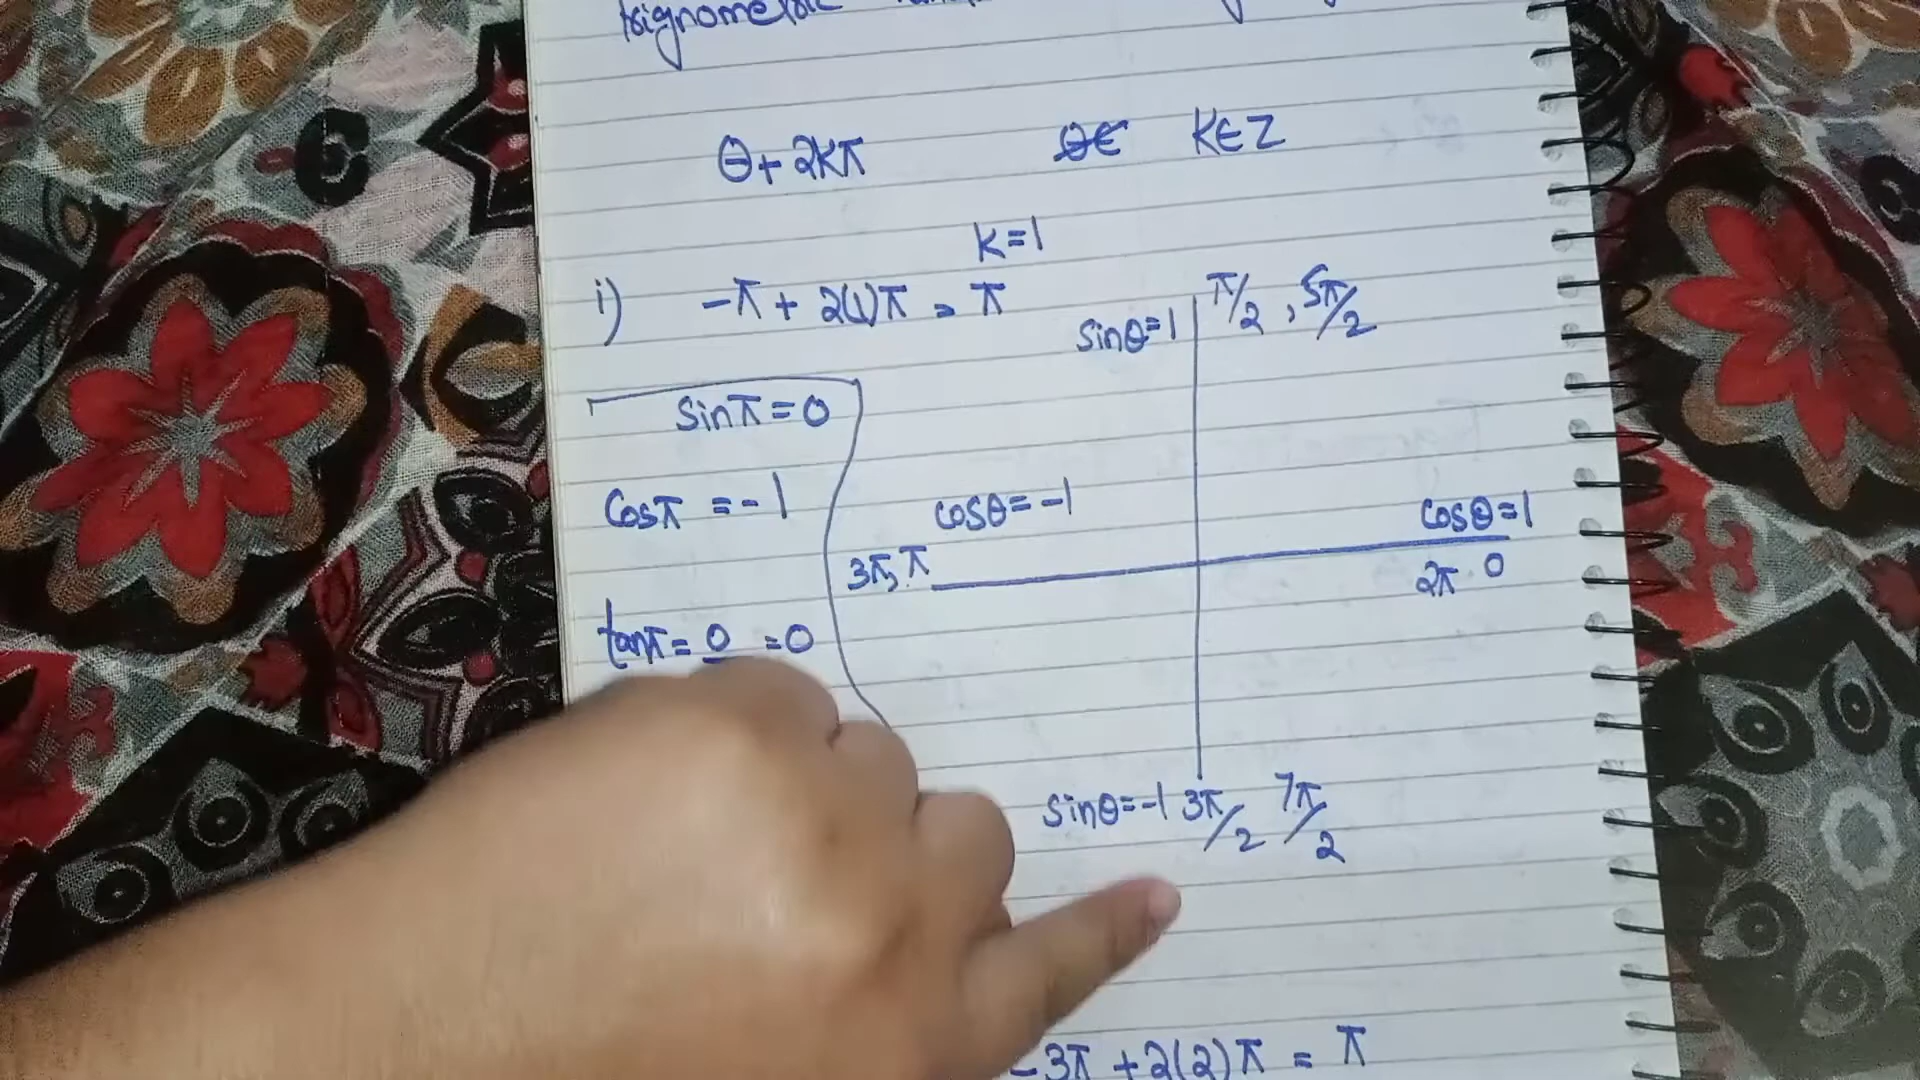 trignometric
θ + 2Kπ θ∈ K∈Z
K=1
i) -π + 2(1)π = π
π/2, 5π/2
sinθ=1
sinπ = 0
cosπ = -1
cosθ = -1
cosθ = 1
3π, π
2π 0
tanπ = 0 = 0
sinθ = -1 3π/2 7π/2
-3π + 2(2)π = π